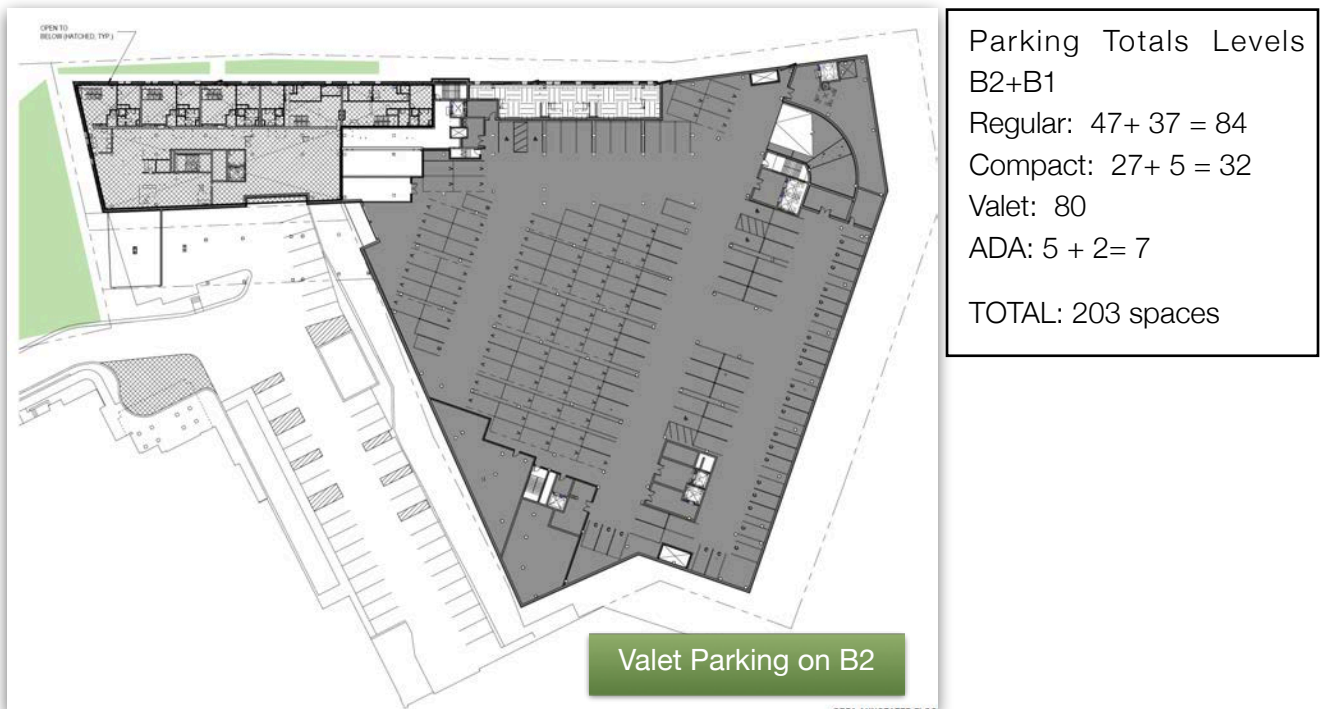 OPEN TO
BELOW (HATCHED, TYP.)
Parking Totals Levels
B2+B1
Regular: 47+ 37 = 84
Compact: 27+ 5 = 32
Valet: 80
ADA: 5 + 2= 7
TOTAL: 203 spaces
Valet Parking on B2